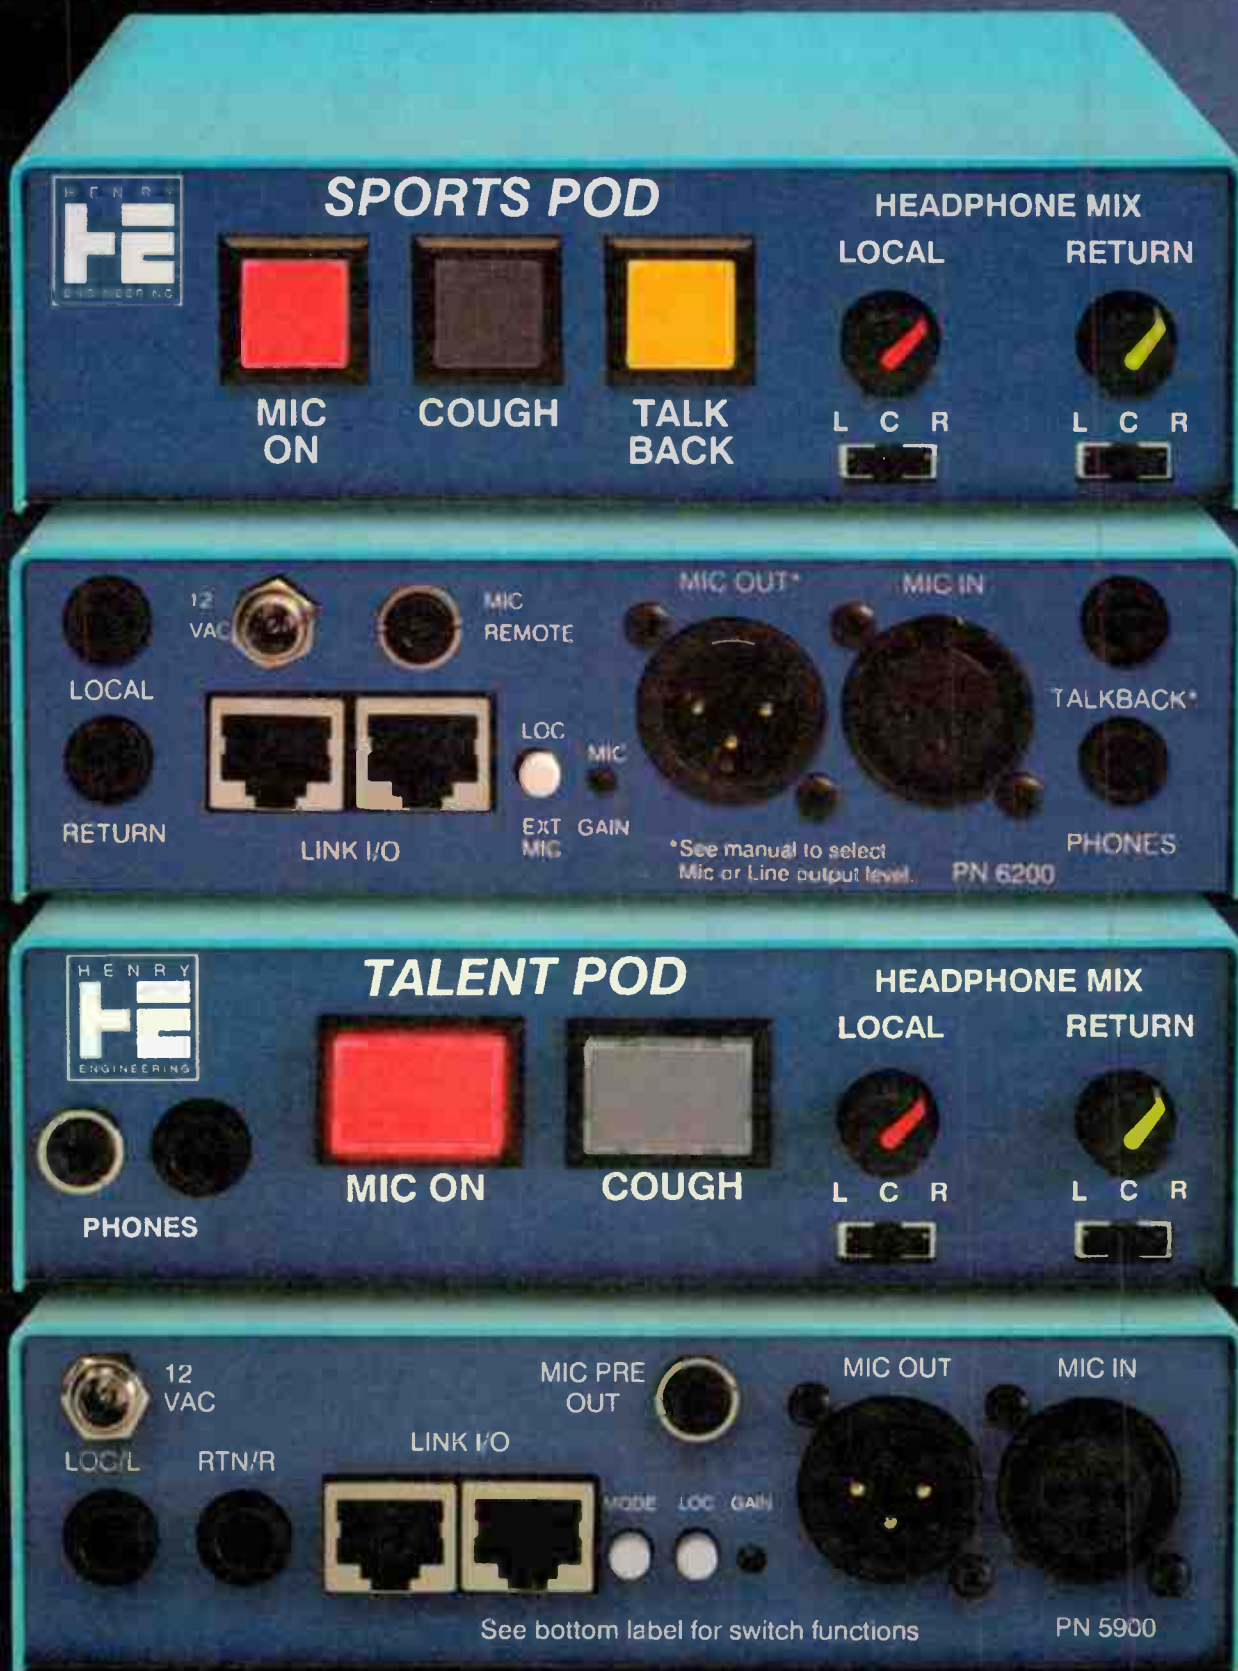 HENRY
ENGINEERING
SPORTS POD
HEADPHONE MIX
LOCAL
RETURN
MIC
ON
COUGH
TALK
BACK
L C R
L C R
12
VAC
MIC
REMOTE
MIC OUT*
MIC IN
LOCAL
TALKBACK*
LOC
MIC
RETURN
LINK I/O
EXT GAIN
MIC
*See manual to select
Mic or Line output level.
PN 6200
PHONES
HENRY
ENGINEERING
TALENT POD
HEADPHONE MIX
LOCAL
RETURN
MIC ON
COUGH
L C R
L C R
PHONES
12
VAC
MIC PRE
OUT
MIC OUT
MIC IN
LOC/L
RTN/R
LINK I/O
MODE LOC GAIN
See bottom label for switch functions
PN 5900